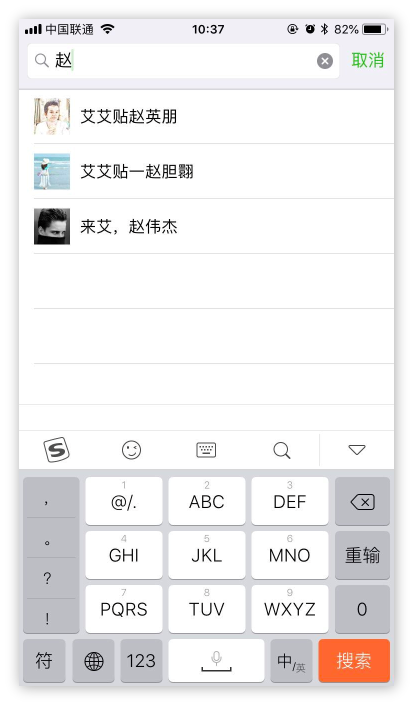 中国联通 10:37 82%
赵 取消
艾艾贴赵英朋
艾艾贴一赵胆翾
来艾，赵伟杰
S
, 1 @/. 2 ABC 3 DEF
。 4 GHI 5 JKL 6 MNO 重输
? 7 PQRS 8 TUV 9 WXYZ 0
!
符 123 中/英 搜索